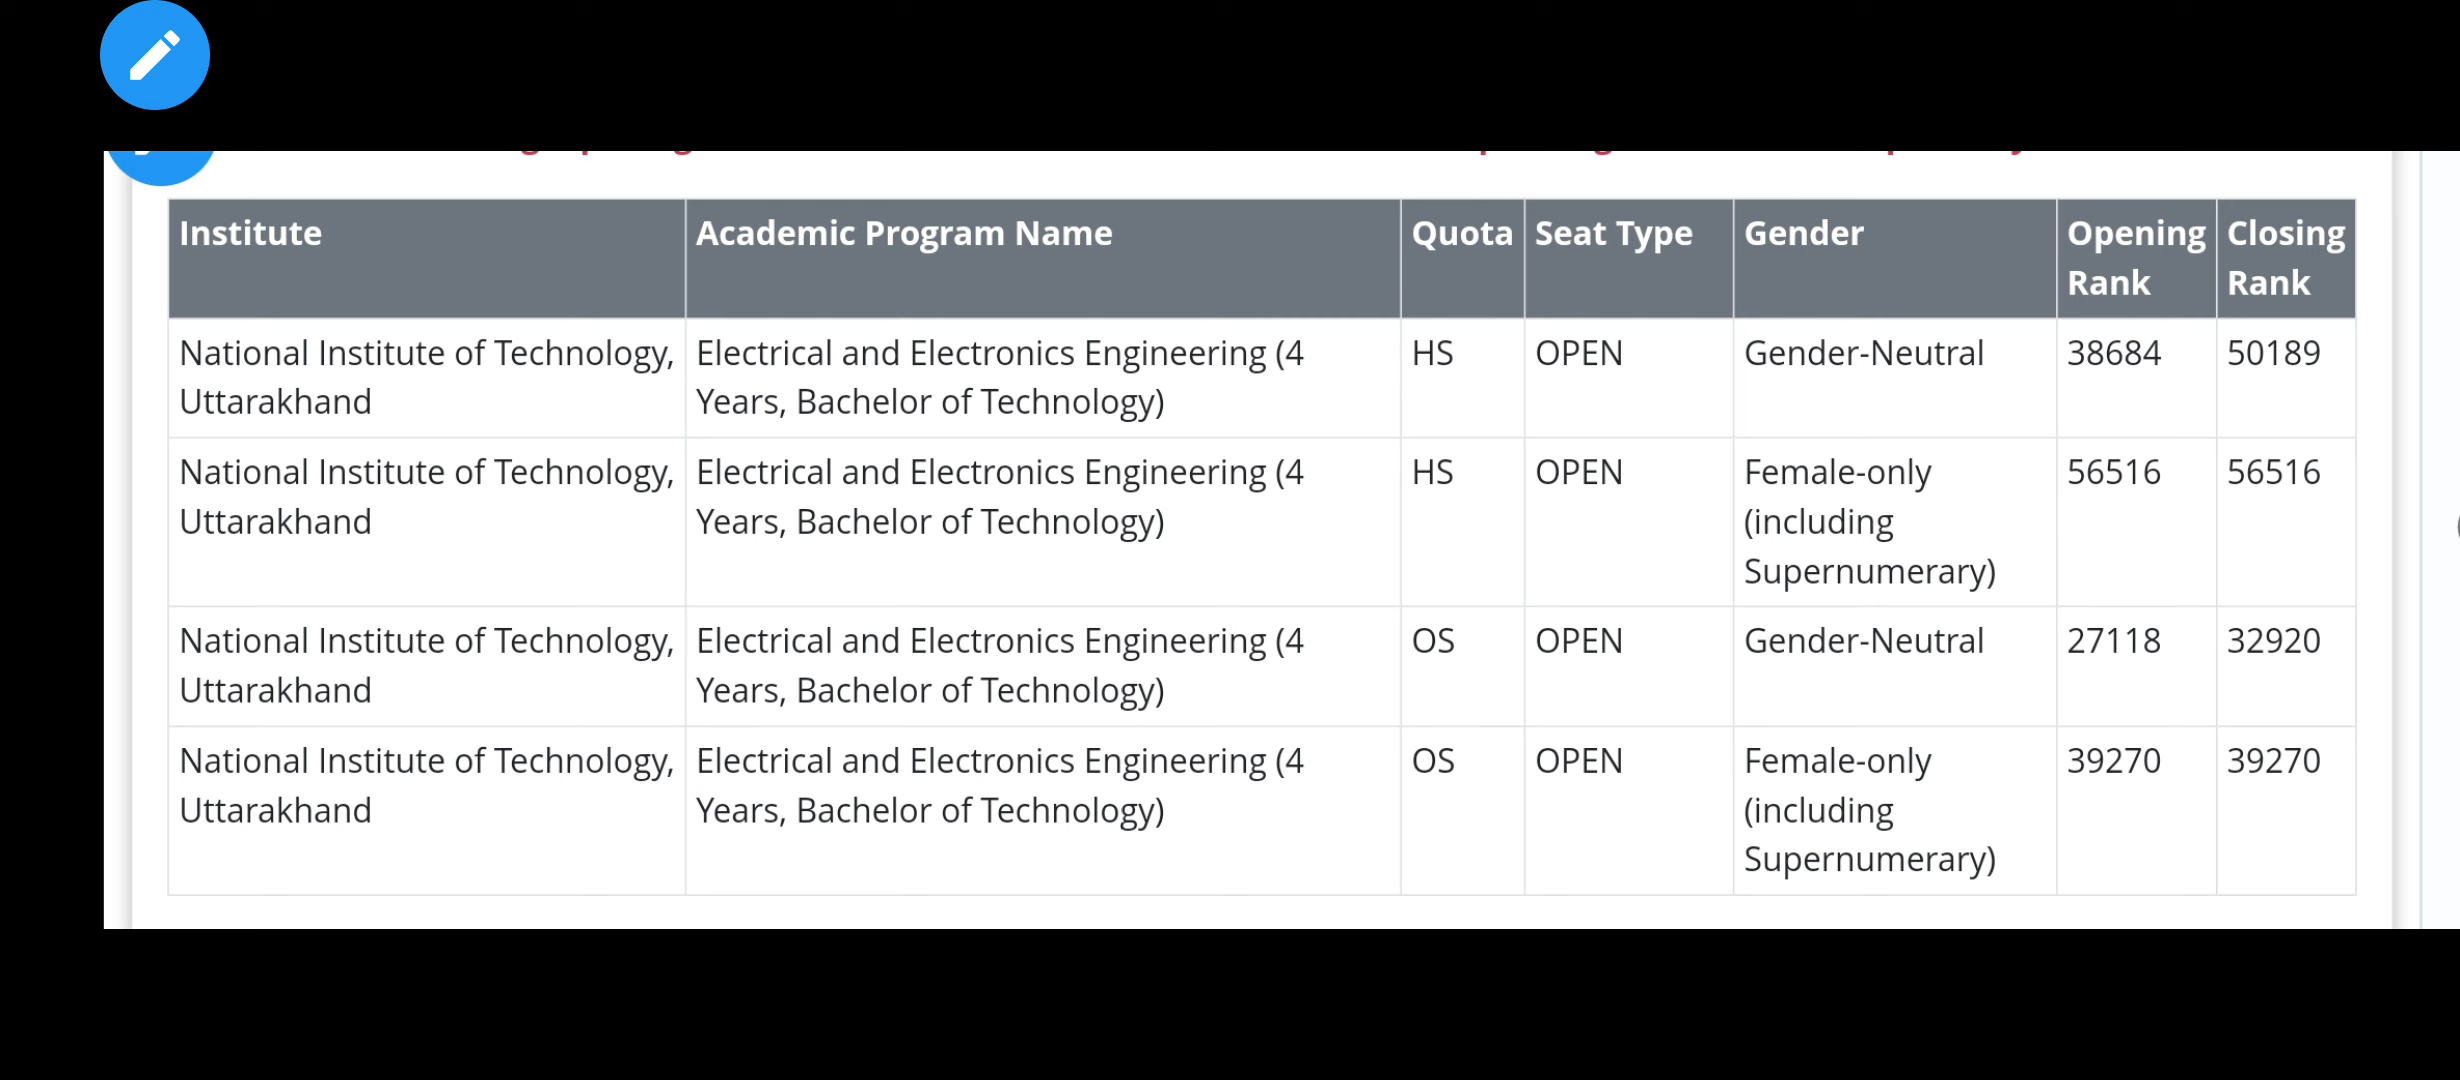 Institute
Academic Program Name
Quota
Seat Type
Gender
Opening
Rank
Closing
Rank
National Institute of Technology,
Uttarakhand
Electrical and Electronics Engineering (4
Years, Bachelor of Technology)
HS
OPEN
Gender-Neutral
38684
50189
National Institute of Technology,
Uttarakhand
Electrical and Electronics Engineering (4
Years, Bachelor of Technology)
HS
OPEN
Female-only
(including
Supernumerary)
56516
56516
National Institute of Technology,
Uttarakhand
Electrical and Electronics Engineering (4
Years, Bachelor of Technology)
OS
OPEN
Gender-Neutral
27118
32920
National Institute of Technology,
Uttarakhand
Electrical and Electronics Engineering (4
Years, Bachelor of Technology)
OS
OPEN
Female-only
(including
Supernumerary)
39270
39270